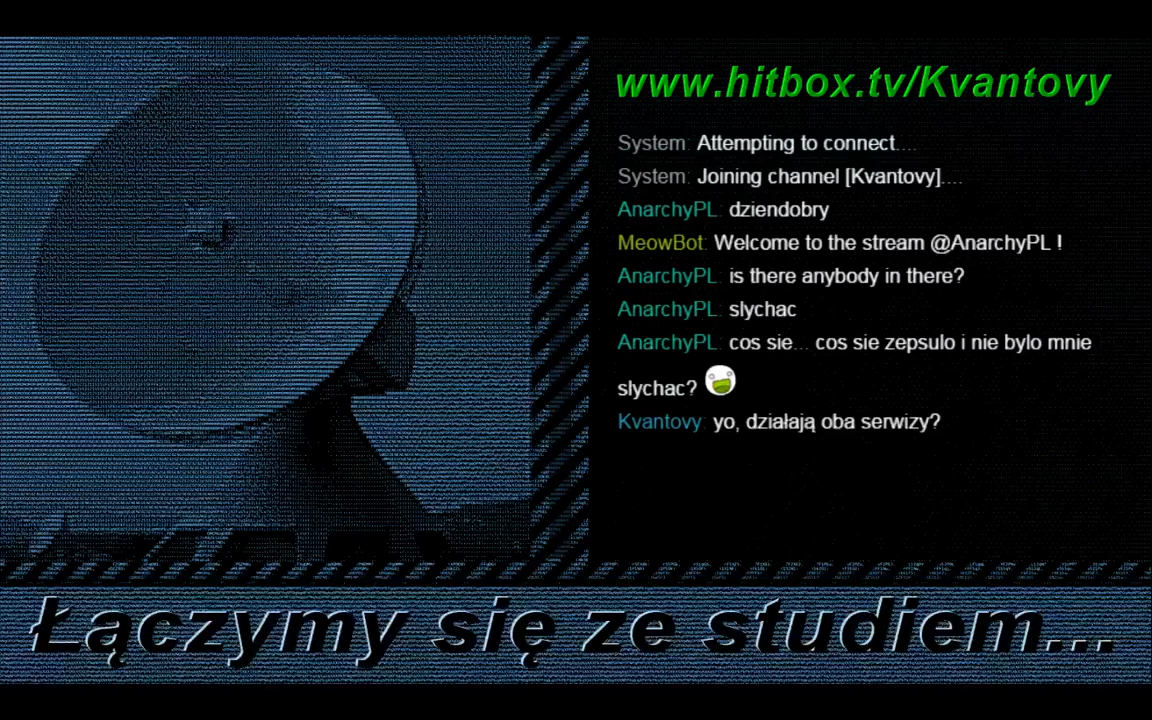 www.hitbox.tv/Kvantovy
System: Attempting to connect....
System: Joining channel [Kvantovy]....
AnarchyPL: dziendobry
MeowBot: Welcome to the stream @AnarchyPL !
AnarchyPL: is there anybody in there?
AnarchyPL: slychac
AnarchyPL: cos sie... cos sie zepsulo i nie bylo mnie
slychac?
Kvantovy: yo, działają oba serwizy?
Łączymy się ze studiem...